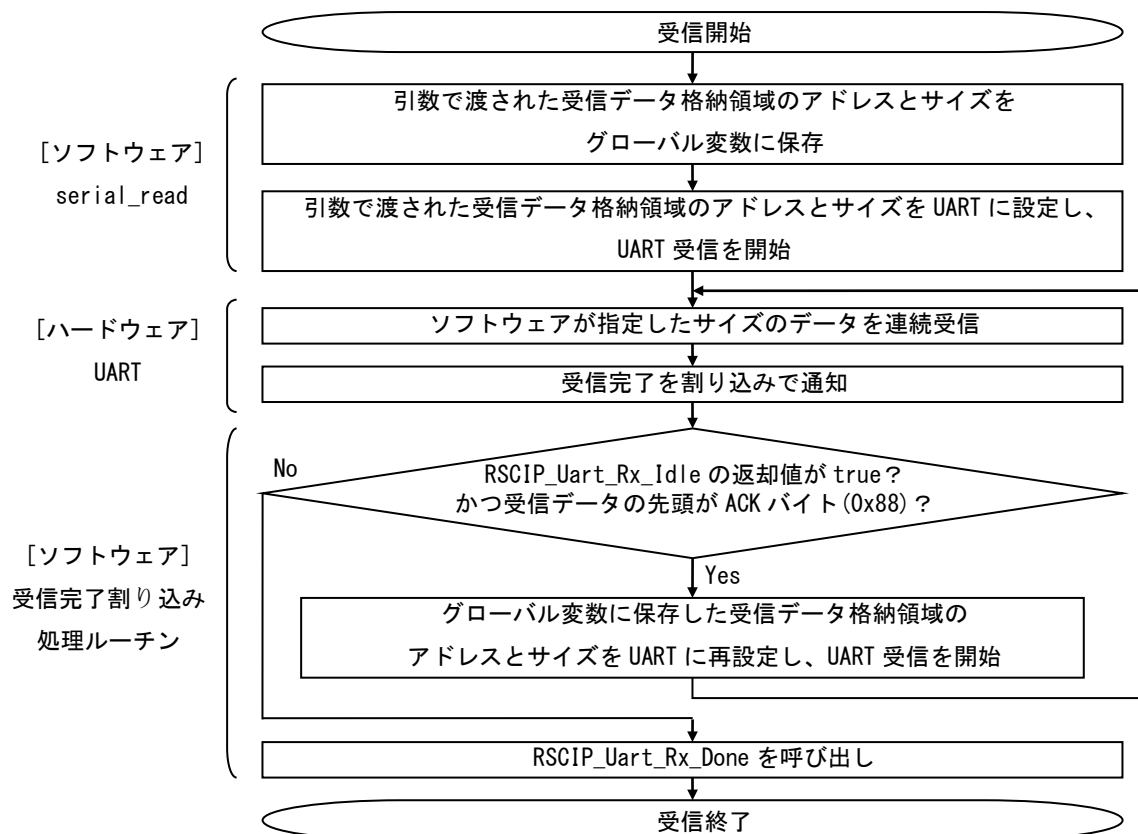 受信開始
引数で渡された受信データ格納領域のアドレスとサイズを
グローバル変数に保存
[ソフトウェア]
serial_read
引数で渡された受信データ格納領域のアドレスとサイズを UART に設定し、
UART 受信を開始
[ハードウェア]
UART
ソフトウェアが指定したサイズのデータを連続受信
受信完了を割り込みで通知
No
RSCIP_Uart_Rx_Idle の返却値が true?
かつ受信データの先頭が ACK バイト(0x88)?
Yes
[ソフトウェア]
受信完了割り込み
処理ルーチン
グローバル変数に保存した受信データ格納領域の
アドレスとサイズを UART に再設定し、UART 受信を開始
RSCIP_Uart_Rx_Done を呼び出し
受信終了